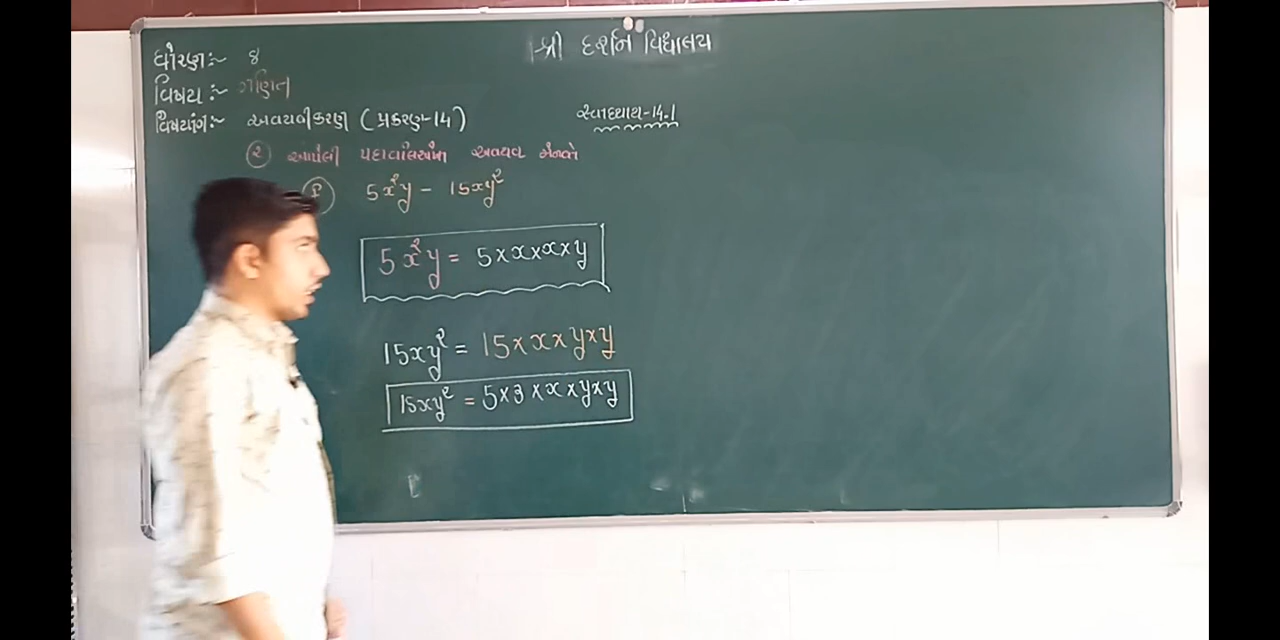 શ્રી દર્શન વિદ્યાલય
ધોરણ :- ૪
વિષય :- ગણિત
વિષયાંગ :- અવયવીકરણ (પ્રકરણ-14) સ્વાધ્યાય-14.1
૨ આપેલી પદાવલિઓના અવયવ મેળવો
5x²y - 15xy²
5x²y = 5×x×x×y
15xy² = 15×x×y×y
15xy² = 5×3×x×y×y